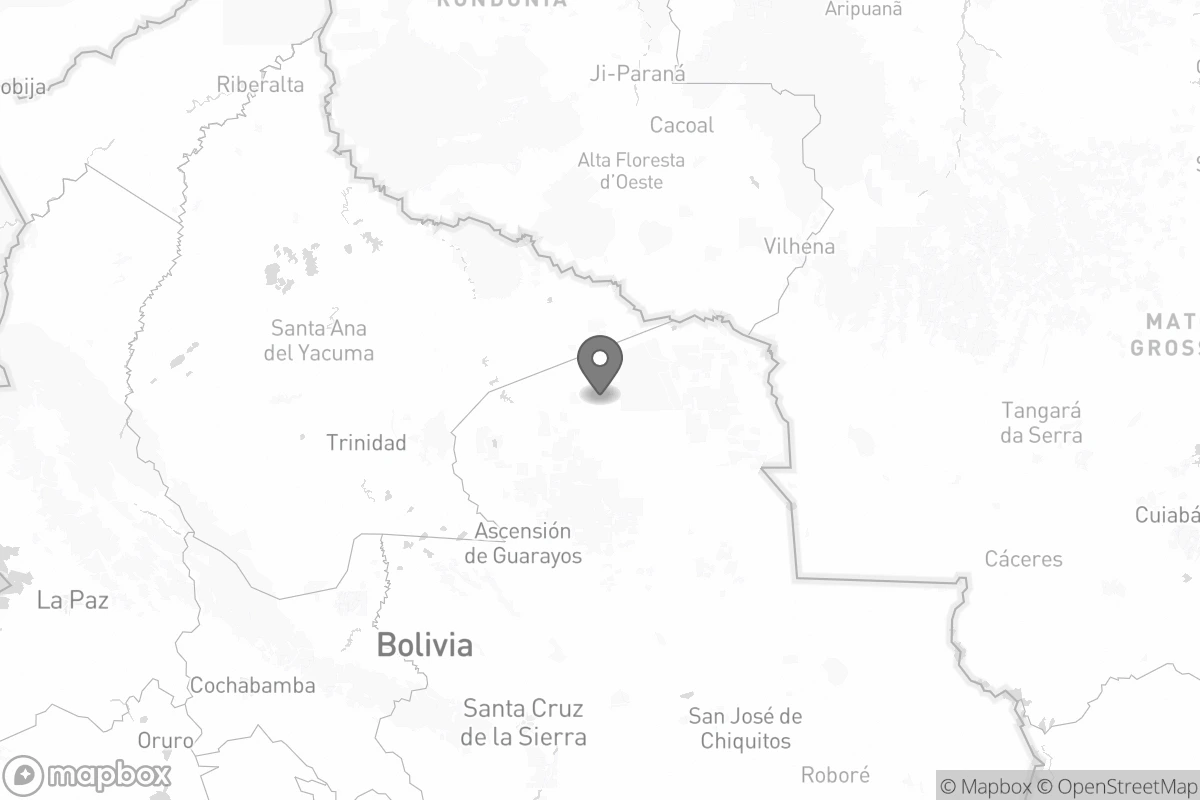 RONDÔNIA
Aripuanã
obija
Riberalta
Ji-Paraná
Cacoal
Alta Floresta
d'Oeste
Vilhena
Santa Ana
del Yacuma
MAT
GROSS
Tangará
da Serra
Trinidad
Cuiabá
Ascensión
de Guarayos
Cáceres
La Paz
Bolivia
Cochabamba
Santa Cruz
de la Sierra
San José de
Chiquitos
Oruro
Roboré
mapbox
© Mapbox © OpenStreetMap